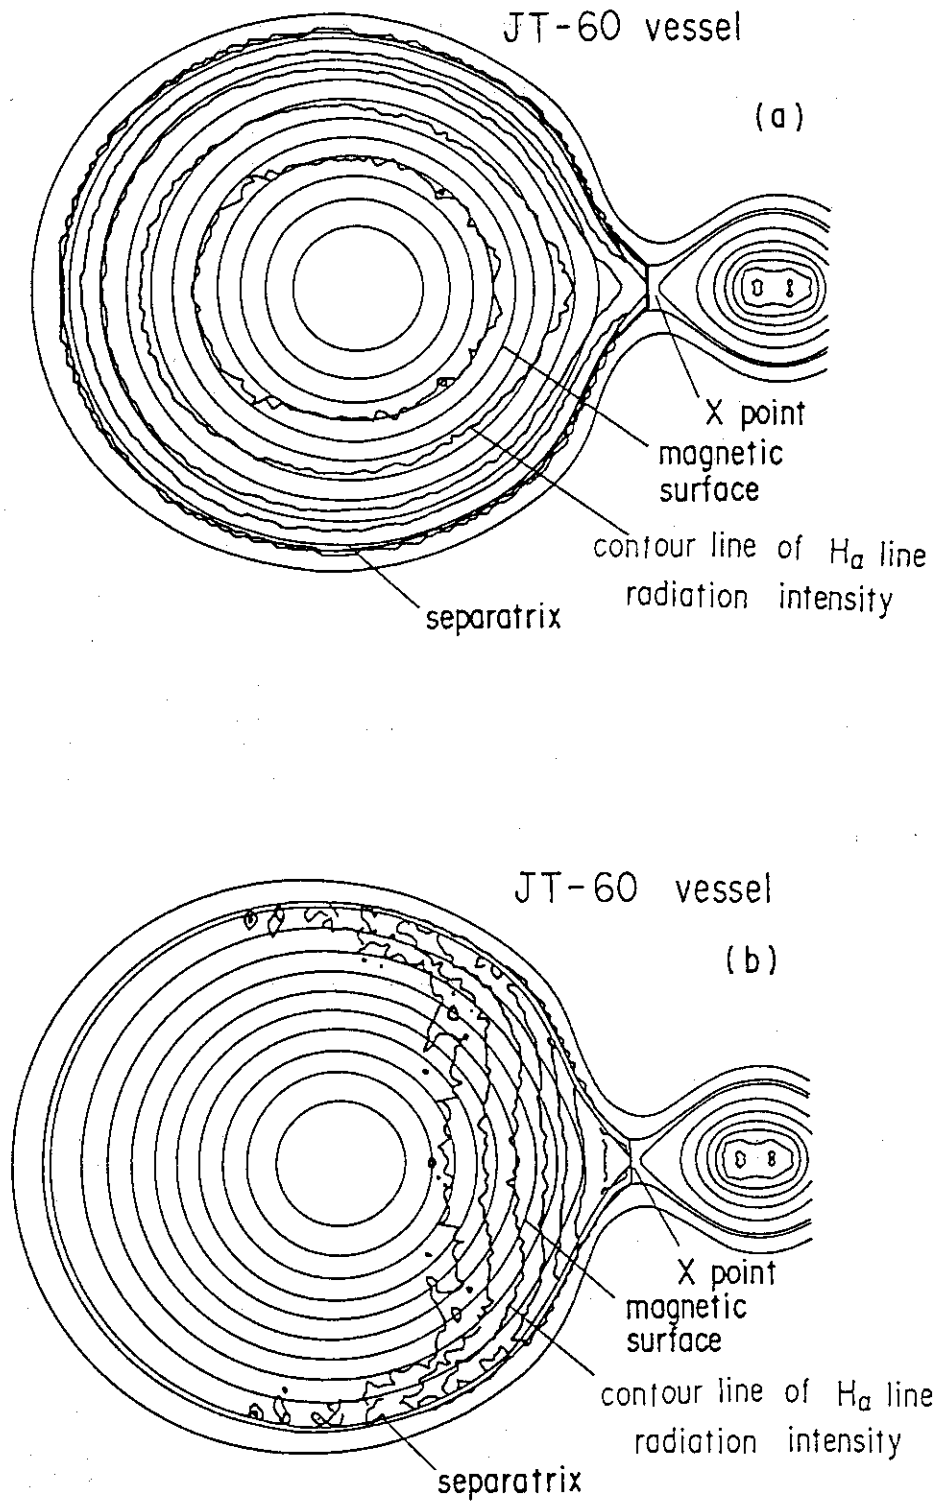 JT-60 vessel
(a)
X point
magnetic
surface
contour line of Hα line
radiation intensity
separatrix
JT-60 vessel
(b)
X point
magnetic
surface
contour line of Hα line
radiation intensity
separatrix